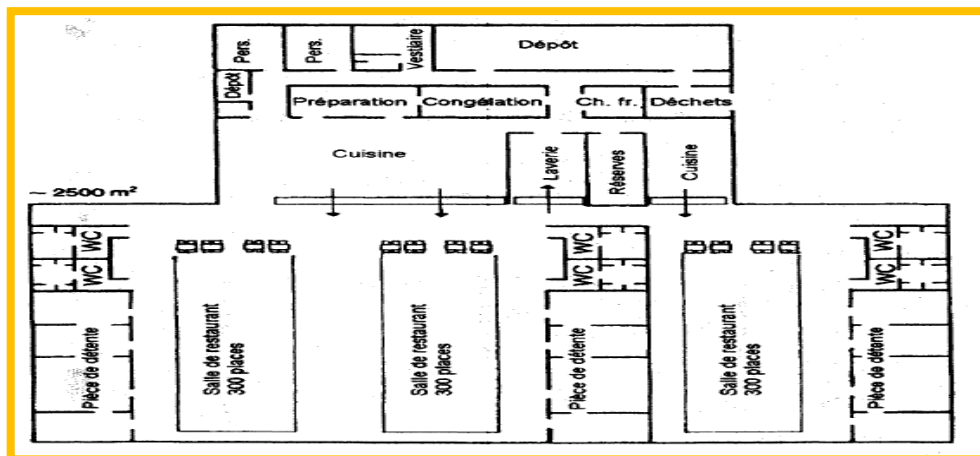 Pers.
Pers.
Vestiaire
Dépôt
Dépôt
Préparation
Congélation
Ch. fr.
Déchets
Cuisine
Laverie
Réserves
Cuisine
~ 2500 m²
WC
WC
WC
WC
WC
WC
Pièce de détente
Salle de restaurant
300 places
Salle de restaurant
300 places
Pièce de détente
Salle de restaurant
300 places
Pièce de détente